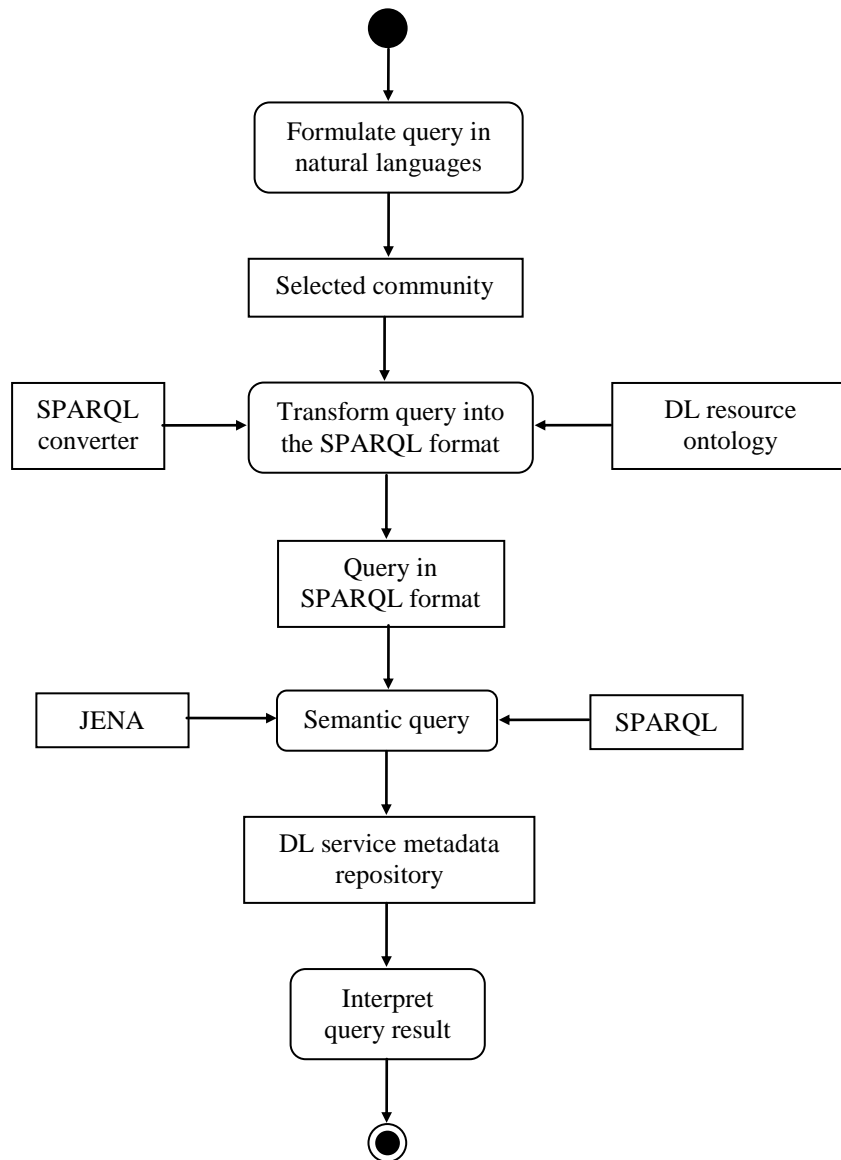 Formulate query in
natural languages
Selected community
SPARQL
converter
Transform query into
the SPARQL format
DL resource
ontology
Query in
SPARQL format
JENA
Semantic query
SPARQL
DL service metadata
repository
Interpret
query result